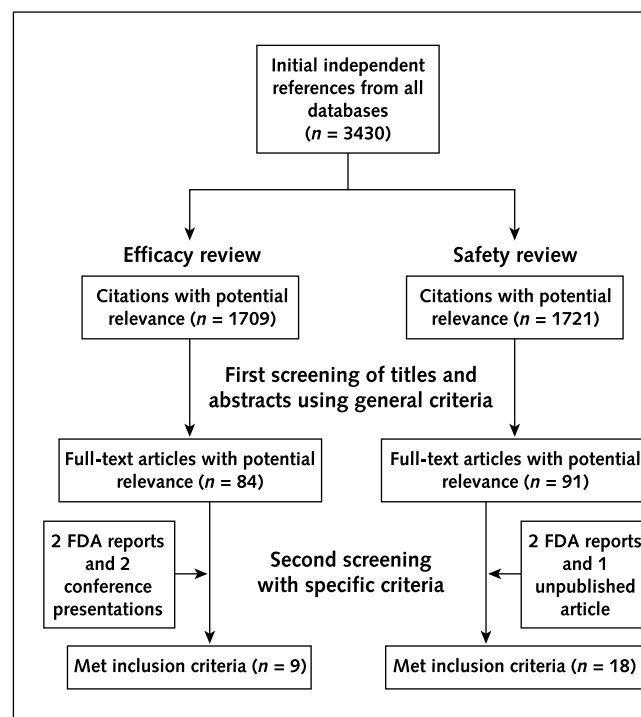 Initial independent
references from all
databases
(n = 3430)
Efficacy review
Safety review
Citations with potential
relevance (n = 1709)
Citations with potential
relevance (n = 1721)
First screening of titles and
abstracts using general criteria
Full-text articles with potential
relevance (n = 84)
Full-text articles with potential
relevance (n = 91)
2 FDA reports
and 2
conference
presentations
Second screening
with specific criteria
2 FDA reports
and 1
unpublished
article
Met inclusion criteria (n = 9)
Met inclusion criteria (n = 18)